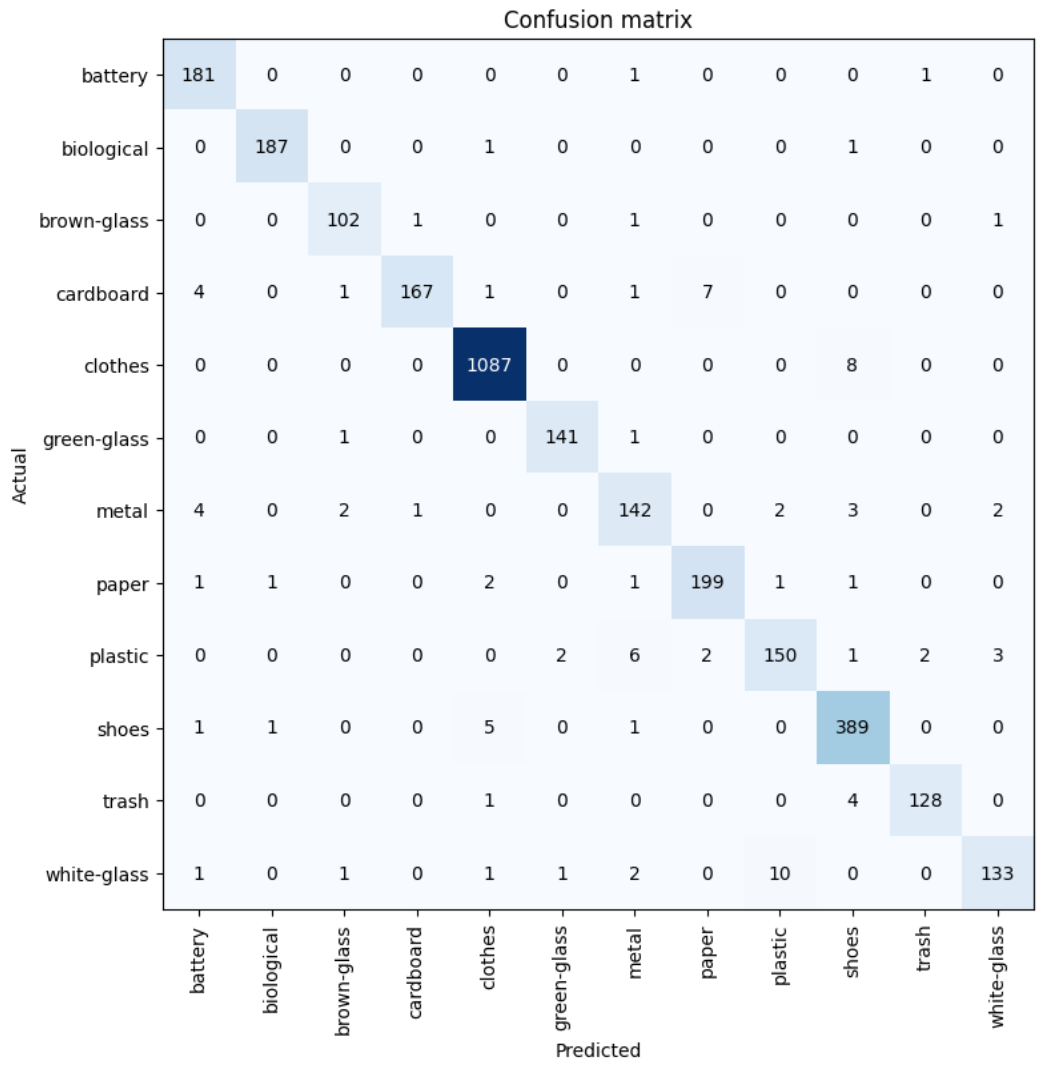 Confusion matrix
battery 181 0 0 0 0 0 1 0 0 0 1 0
biological 0 187 0 0 1 0 0 0 0 1 0 0
brown-glass 0 0 102 1 0 0 1 0 0 0 0 1
cardboard 4 0 1 167 1 0 1 7 0 0 0 0
clothes 0 0 0 0 1087 0 0 0 0 8 0 0
green-glass 0 0 1 0 0 141 1 0 0 0 0 0
metal 4 0 2 1 0 0 142 0 2 3 0 2
paper 1 1 0 0 2 0 1 199 1 1 0 0
plastic 0 0 0 0 0 2 6 2 150 1 2 3
shoes 1 1 0 0 5 0 1 0 0 389 0 0
trash 0 0 0 0 1 0 0 0 0 4 128 0
white-glass 1 0 1 0 1 1 2 0 10 0 0 133
Actual
battery biological brown-glass cardboard clothes green-glass metal paper plastic shoes trash white-glass
Predicted